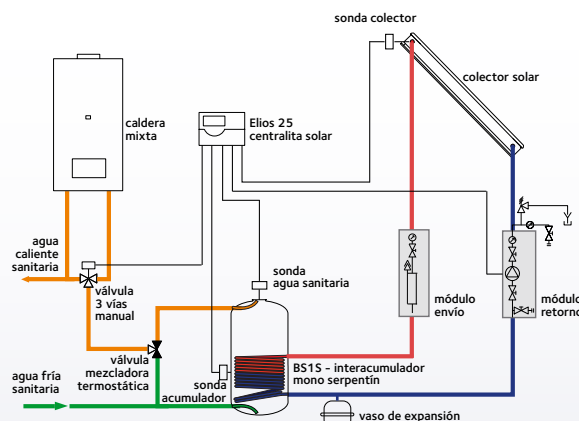 sonda colector
colector solar
caldera
mixta
Elios 25
centralita solar
agua
caliente
sanitaria
válvula
3 vías
manual
sonda
agua sanitaria
módulo
envío
módulo
retorno
válvula
mezcladora
termostática
BS1S - interacumulador
mono serpentín
sonda
acumulador
agua fría
sanitaria
vaso de expansión